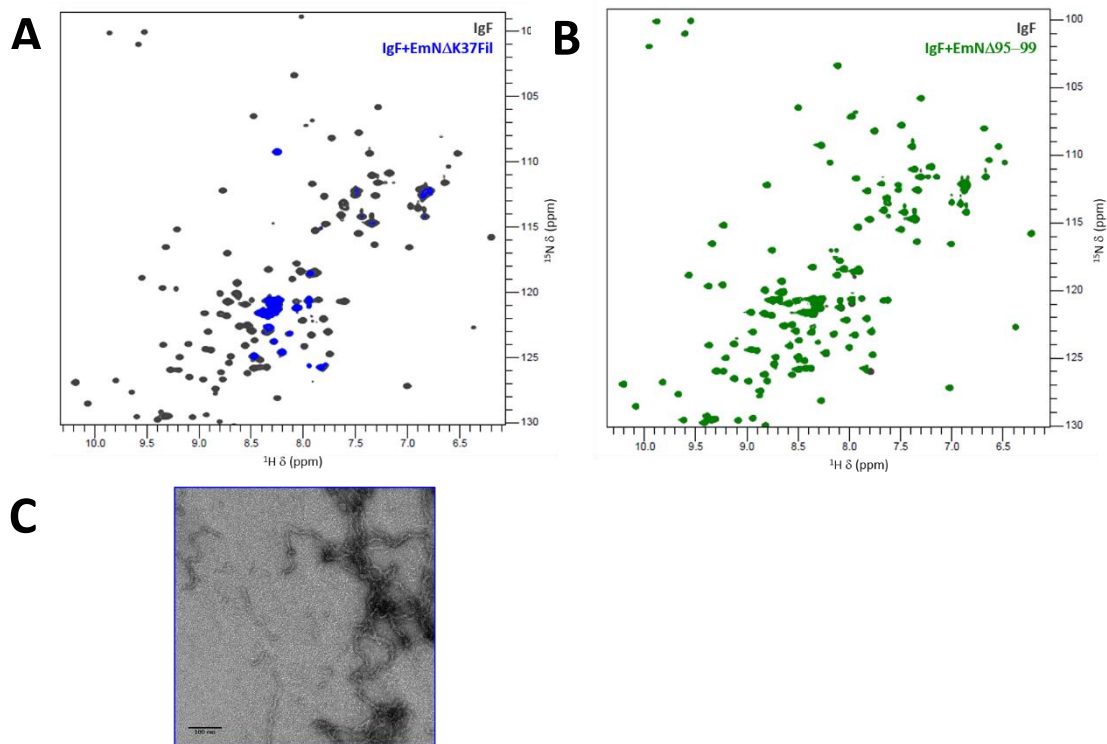 A
IgF
IgF+EmNΔK37Fil
100
105
110
115
120
125
130
¹⁵N δ (ppm)
10.0 9.5 9.0 8.5 8.0 7.5 7.0 6.5
¹H δ (ppm)
B
IgF
IgF+EmNΔ95–99
100
105
110
115
120
125
130
¹⁵N δ (ppm)
10.0 9.5 9.0 8.5 8.0 7.5 7.0 6.5
¹H δ (ppm)
C
100 nm